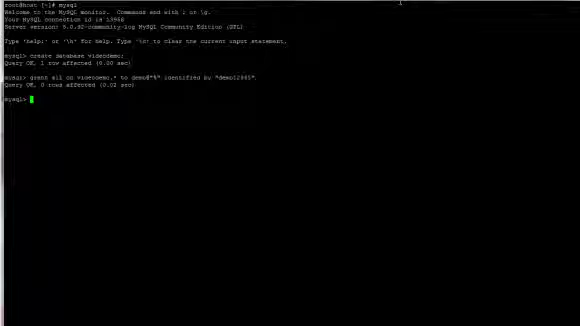 root@host [~]# mysql
Welcome to the MySQL monitor. Commands end with ; or \g.
Your MySQL connection id is 13968
Server version: 5.0.92-community-log MySQL Community Edition (GPL)
Type 'help;' or '\h' for help. Type '\c' to clear the current input statement.
mysql> create database videodemo;
Query OK, 1 row affected (0.00 sec)
mysql> grant all on videodemo.* to demo@"%" identified by
Query OK, 0 rows affected (0.02 sec)
mysql>